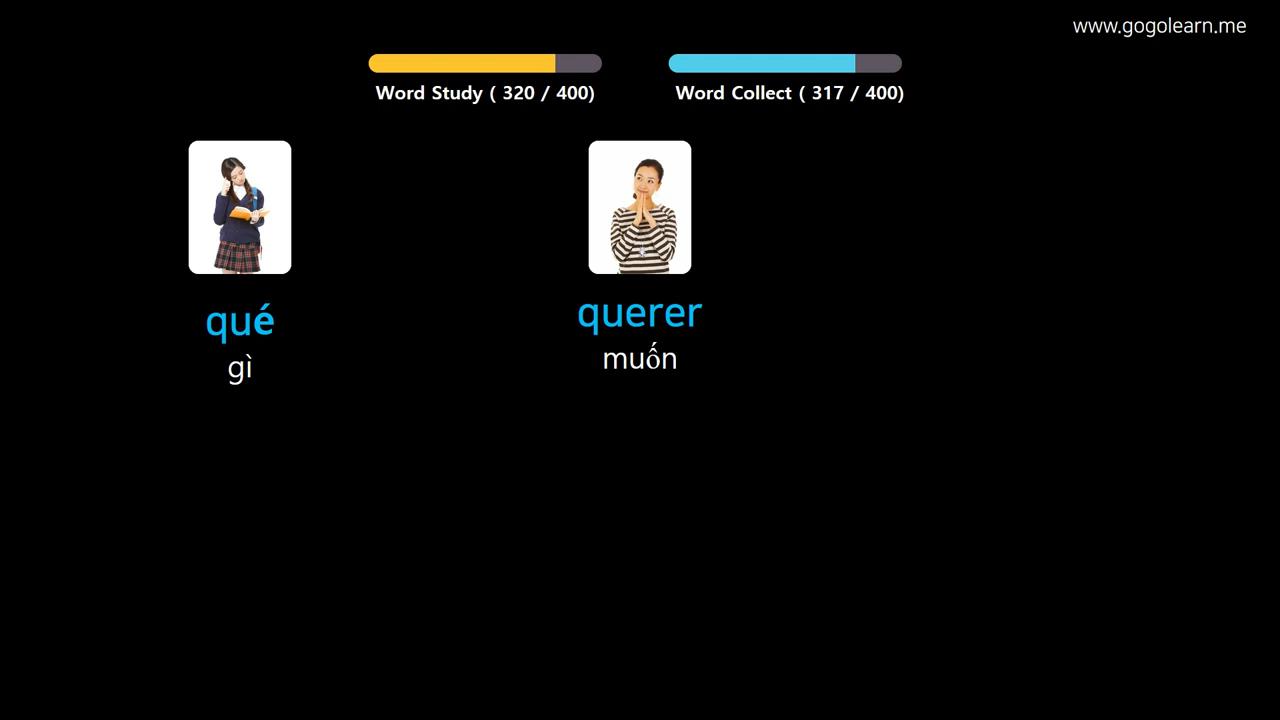 www.gogolearn.me
Word Study ( 320 / 400)
Word Collect ( 317 / 400)
qué
gì
querer
muốn